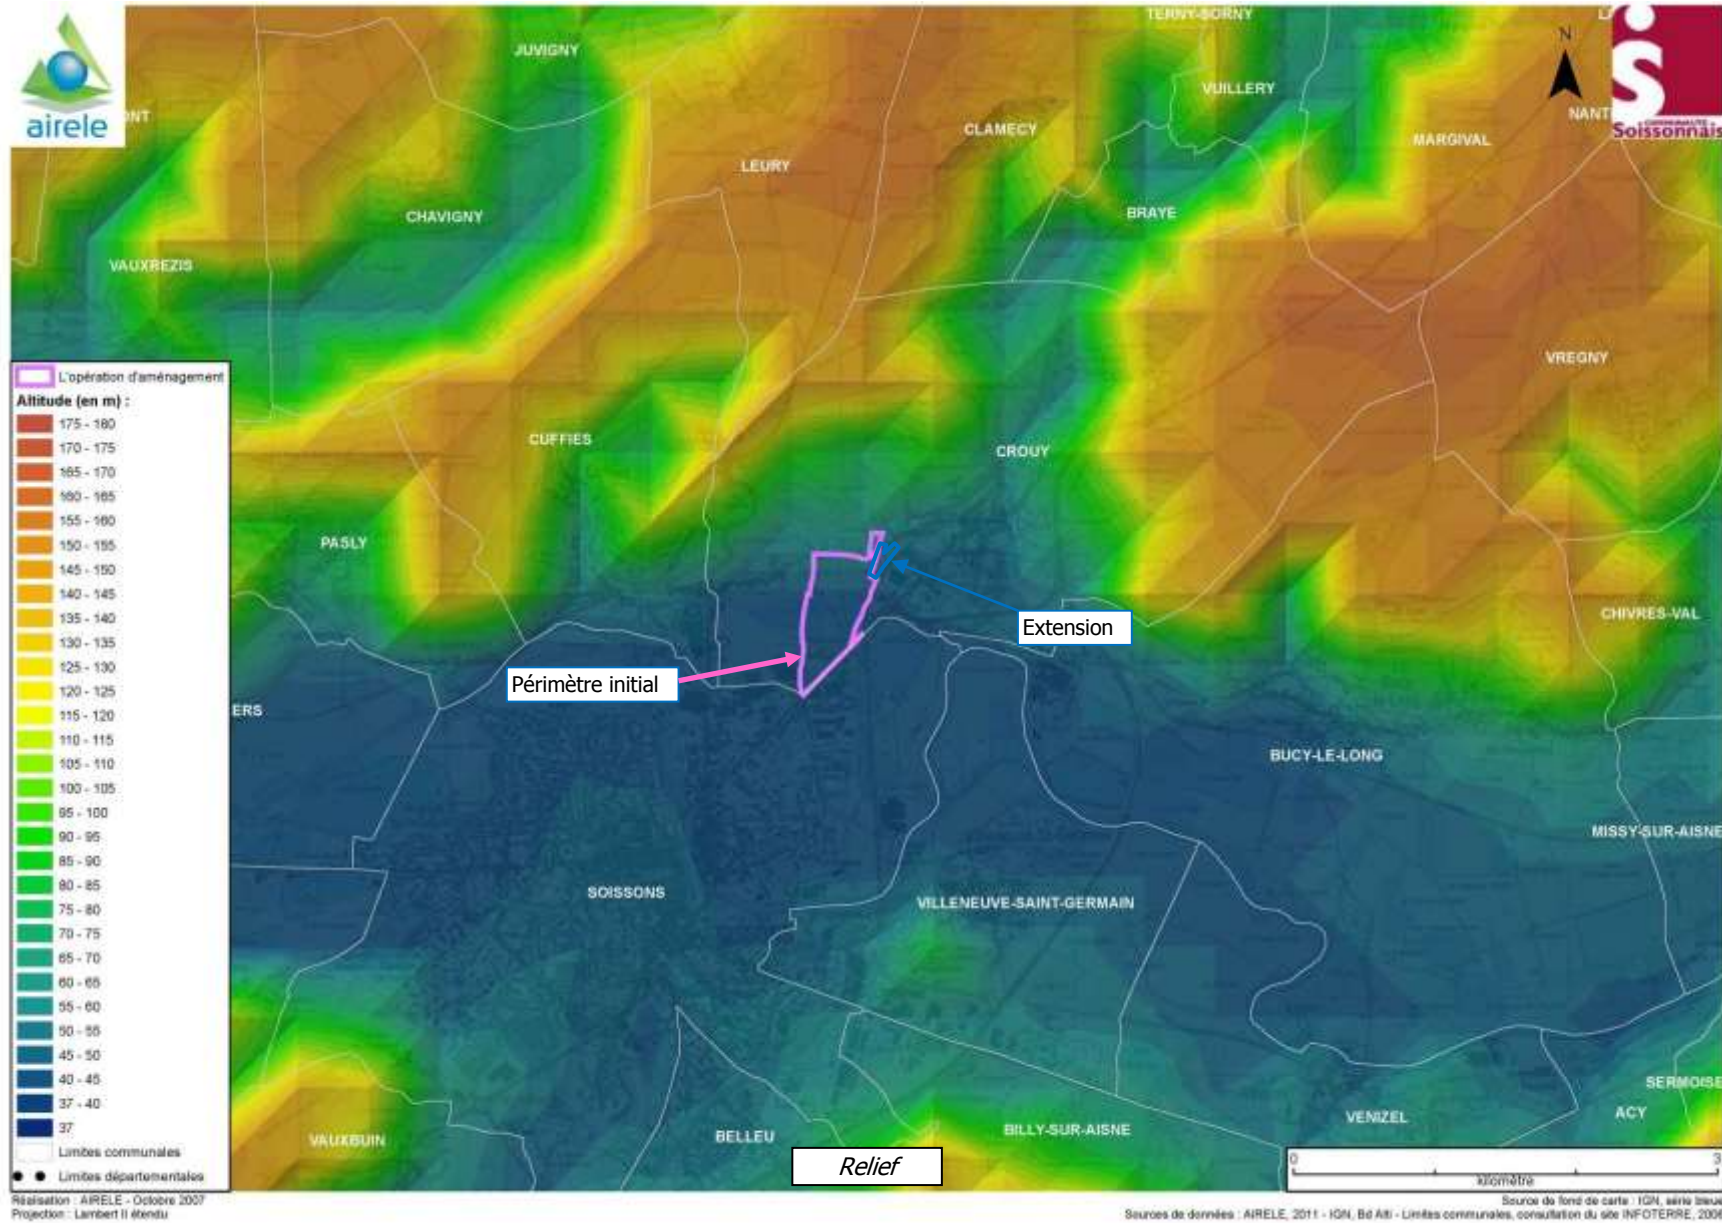 airele
TERNY-SORNY
JUVIGNY
N
VUILLERY
COMMUNAUTÉ
Soissonnais
NANT
CLAMECY
MARGIVAL
LEURY
CHAVIGNY
BRAYE
VAUXREZIS
VREGNY
CUFFIES
CROUY
PASLY
CHIVRES-VAL
Extension
Périmètre initial
ERS
BUCY-LE-LONG
MISSY-SUR-AISNE
SOISSONS
VILLENEUVE-SAINT-GERMAIN
SERMOISE
ACY
VENIZEL
BILLY-SUR-AISNE
BELLEU
VAUXBUIN
Relief
L'opération d'aménagement
Altitude (en m) :
175 - 180
170 - 175
165 - 170
160 - 165
155 - 160
150 - 155
145 - 150
140 - 145
135 - 140
130 - 135
125 - 130
120 - 125
115 - 120
110 - 115
105 - 110
100 - 105
95 - 100
90 - 95
85 - 90
80 - 85
75 - 80
70 - 75
65 - 70
60 - 65
55 - 60
50 - 55
45 - 50
40 - 45
37 - 40
37
Limites communales
Limites départementales
0 3
kilomètre
Réalisation : AIRELE - Octobre 2007
Projection : Lambert II étendu
Source de fond de carte : IGN, série bleue
Sources de données : AIRELE, 2011 - IGN, Bd Alti - Limites communales, consultation du site INFOTERRE, 2006